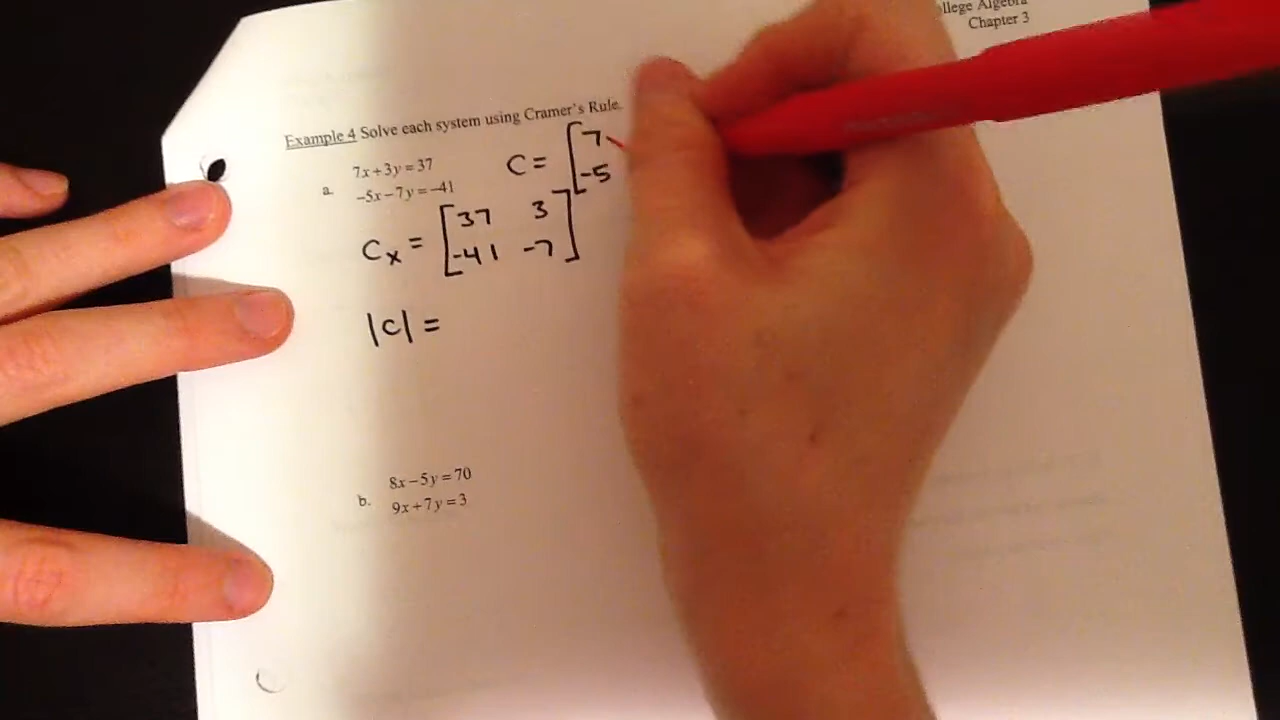 Algebra
Chapter 3
Example 4 Solve each system using Cramer's Rule.
a. 7x+3y=37
-5x-7y=-41
C= [7
-5
Cx = [37 3
-41 -7]
|C| =
b. 8x-5y=70
9x+7y=3